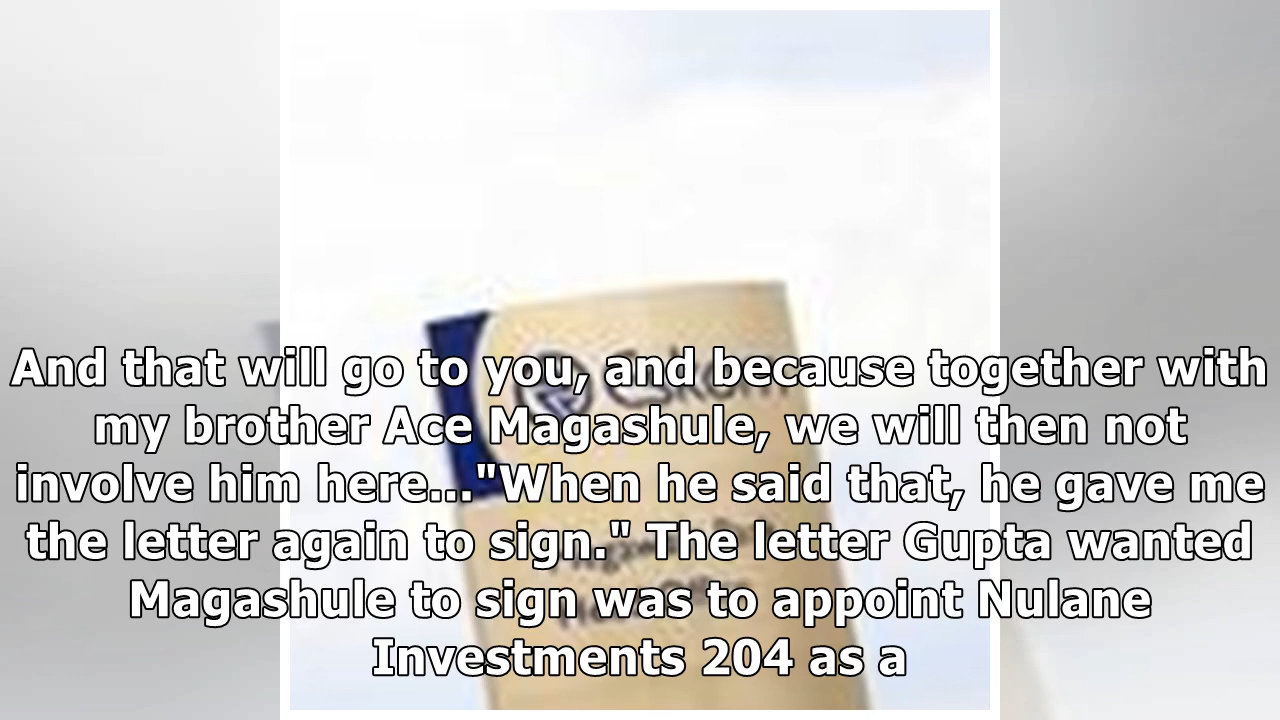 Eskom
And that will go to you, and because together with
my brother Ace Magashule, we will then not
involve him here..."When he said that, he gave me
the letter again to sign." The letter Gupta wanted
Magashule to sign was to appoint Nulane
Investments 204 as a